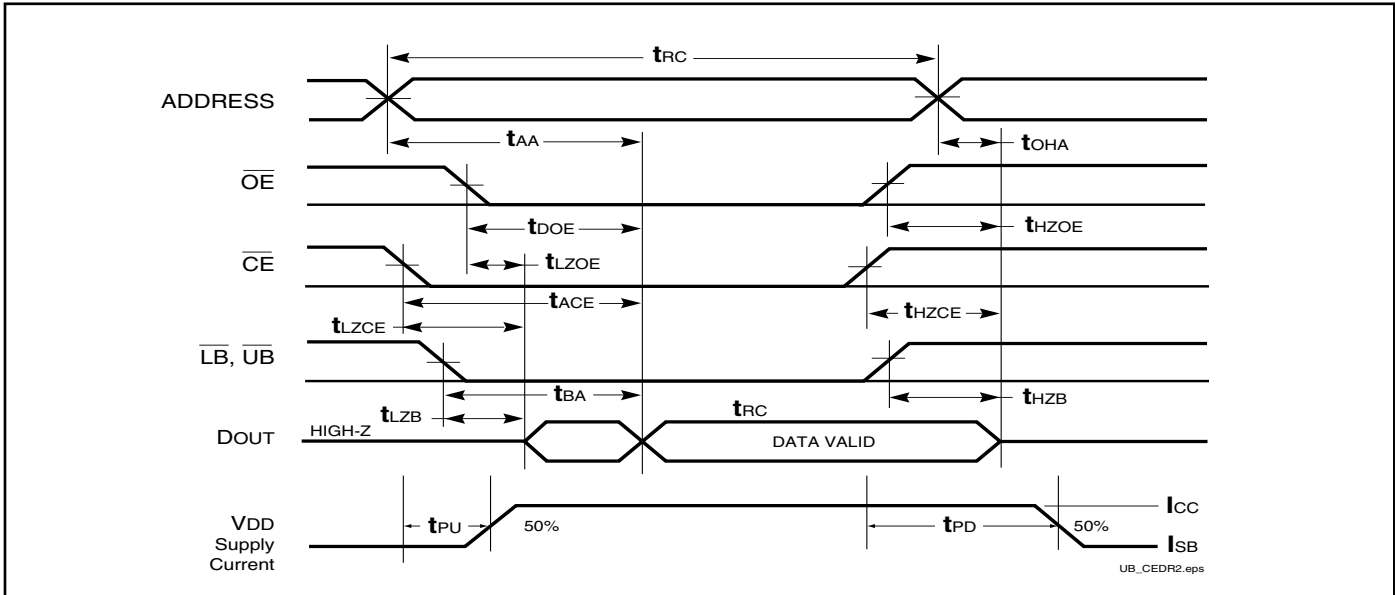 tRC
ADDRESS
tAA
tOHA
OE
tDOE
tHZOE
CE
tLZOE
tACE
tHZCE
tLZCE
LB, UB
tBA
tHZB
tLZB
tRC
DOUT
HIGH-Z
DATA VALID
ICC
VDD
tPU
50%
tPD
50%
Supply
ISB
Current
UB_CEDR2.eps